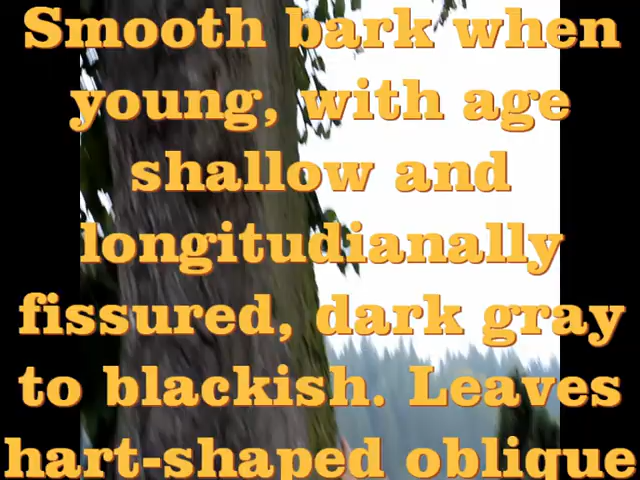 Smooth bark when
young, with age
shallow and
longitudianally
fissured, dark gray
to blackish. Leaves
hart-shaped oblique